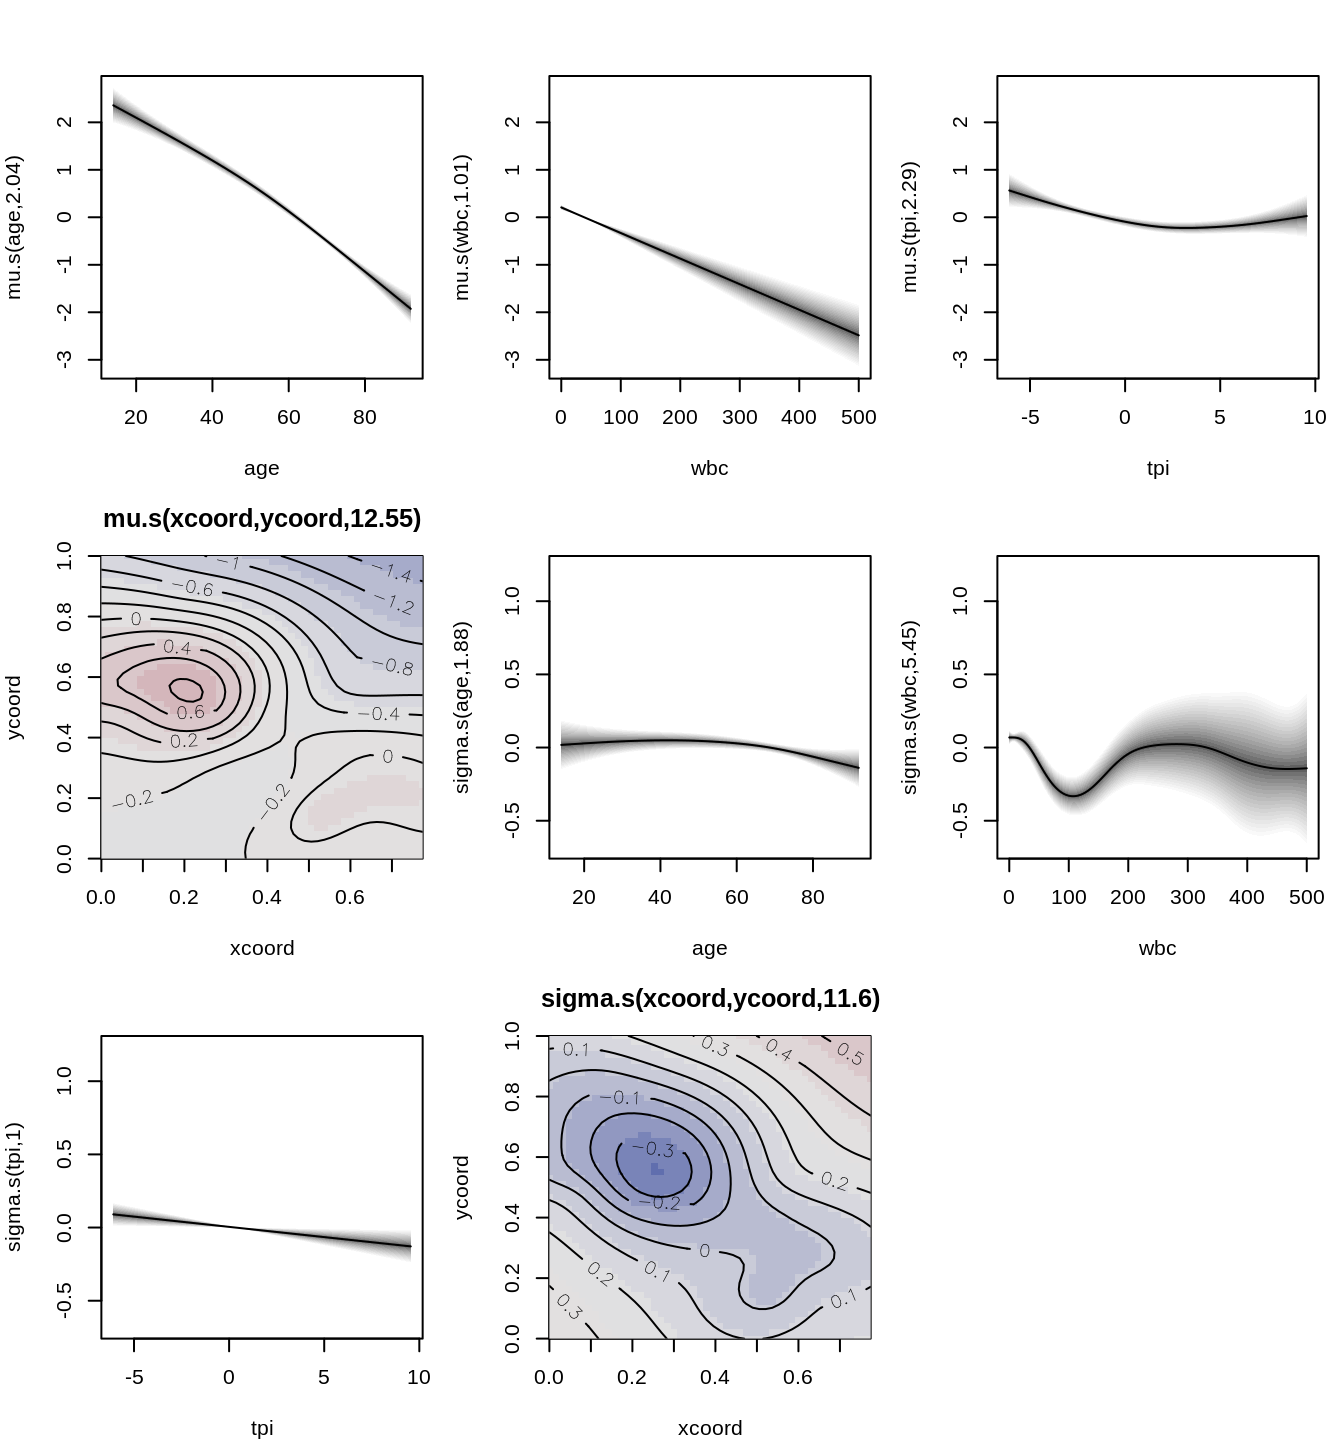 mu.s(age,2.04)
2
1
0
-1
-2
-3
20 40 60 80
age
mu.s(wbc,1.01)
2
1
0
-1
-2
-3
0 100 200 300 400 500
wbc
mu.s(tpi,2.29)
2
1
0
-1
-2
-3
-5 0 5 10
tpi
mu.s(xcoord,ycoord,12.55)
ycoord
1.0
0.8
0.6
0.4
0.2
0.0
−1
−1.4
−0.6
−1.2
0
0.4
−0.8
0.6
−0.4
0.2
0
−0.2
−0.2
0.0 0.2 0.4 0.6
xcoord
sigma.s(age,1.88)
1.0
0.5
0.0
-0.5
20 40 60 80
age
sigma.s(wbc,5.45)
1.0
0.5
0.0
-0.5
0 100 200 300 400 500
wbc
sigma.s(tpi,1)
1.0
0.5
0.0
-0.5
-5 0 5 10
tpi
sigma.s(xcoord,ycoord,11.6)
ycoord
1.0
0.8
0.6
0.4
0.2
0.0
0.1
0.3
0.4
0.5
−0.1
−0.3
0.2
−0.2
0
0.2
0.1
0.3
0.1
0.0 0.2 0.4 0.6
xcoord